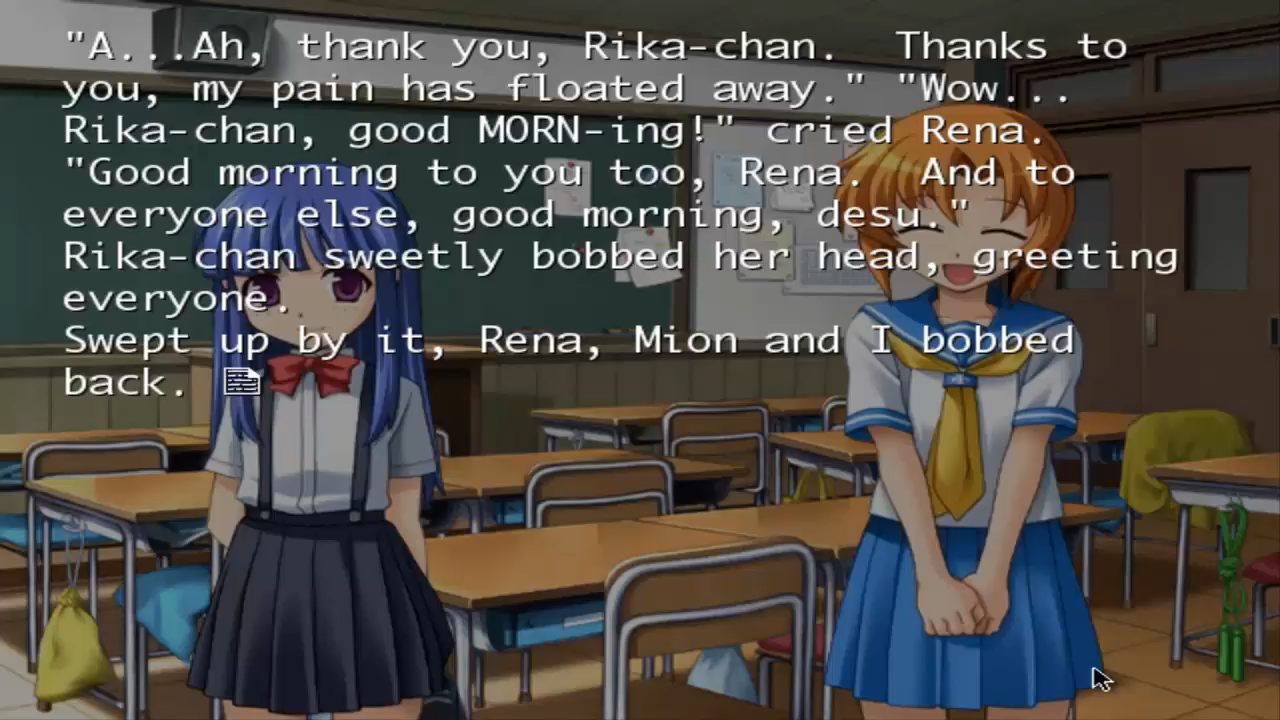 "A...Ah, thank you, Rika-chan.  Thanks to
you, my pain has floated away." "Wow...
Rika-chan, good MORN-ing!" cried Rena.
"Good morning to you too, Rena.  And to
everyone else, good morning, desu."
Rika-chan sweetly bobbed her head, greeting
everyone.
Swept up by it, Rena, Mion and I bobbed
back.